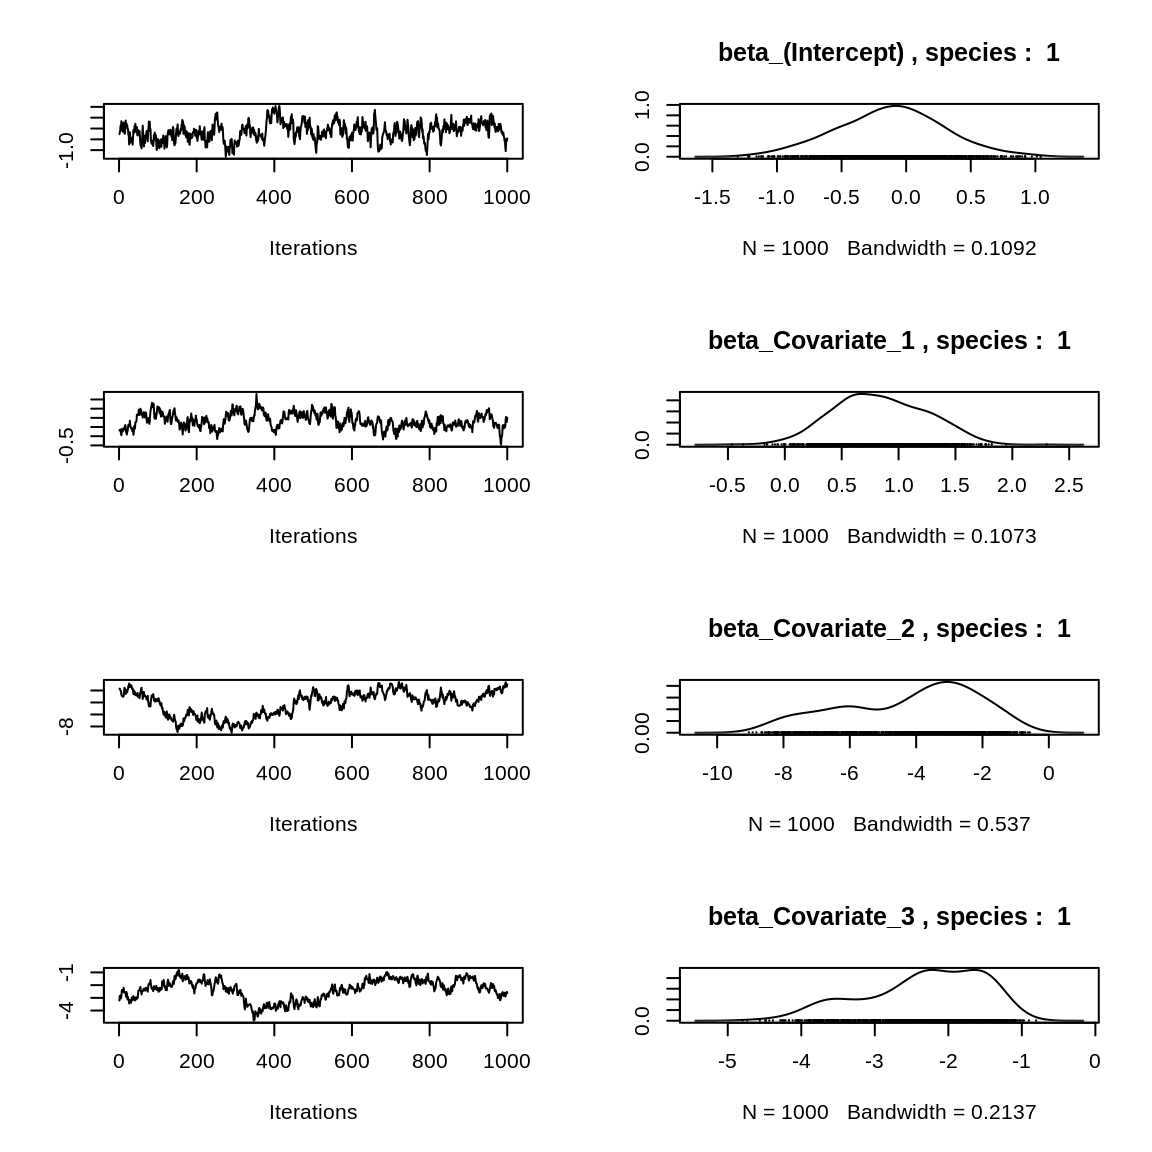 beta_(Intercept) , species : 1
-1.0
0 200 400 600 800 1000
Iterations
0.0 1.0
-1.5 -1.0 -0.5 0.0 0.5 1.0
N = 1000 Bandwidth = 0.1092
beta_Covariate_1 , species : 1
-0.5
0 200 400 600 800 1000
Iterations
0.0
-0.5 0.0 0.5 1.0 1.5 2.0 2.5
N = 1000 Bandwidth = 0.1073
beta_Covariate_2 , species : 1
-8
0 200 400 600 800 1000
Iterations
0.00
-10 -8 -6 -4 -2 0
N = 1000 Bandwidth = 0.537
beta_Covariate_3 , species : 1
-4 -1
0 200 400 600 800 1000
Iterations
0.0
-5 -4 -3 -2 -1 0
N = 1000 Bandwidth = 0.2137